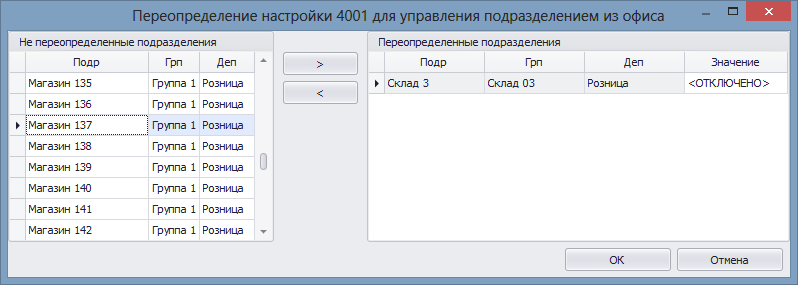 Переопределение настройки 4001 для управления подразделением из офиса
Не переопределенные подразделения
Подр Грп Деп
Магазин 135 Группа 1 Розница
Магазин 136 Группа 1 Розница
Магазин 137 Группа 1 Розница
Магазин 138 Группа 1 Розница
Магазин 139 Группа 1 Розница
Магазин 140 Группа 1 Розница
Магазин 141 Группа 1 Розница
Магазин 142 Группа 1 Розница
>
<
Переопределенные подразделения
Подр Грп Деп Значение
Склад 3 Склад 03 Розница <ОТКЛЮЧЕНО>
ОК Отмена